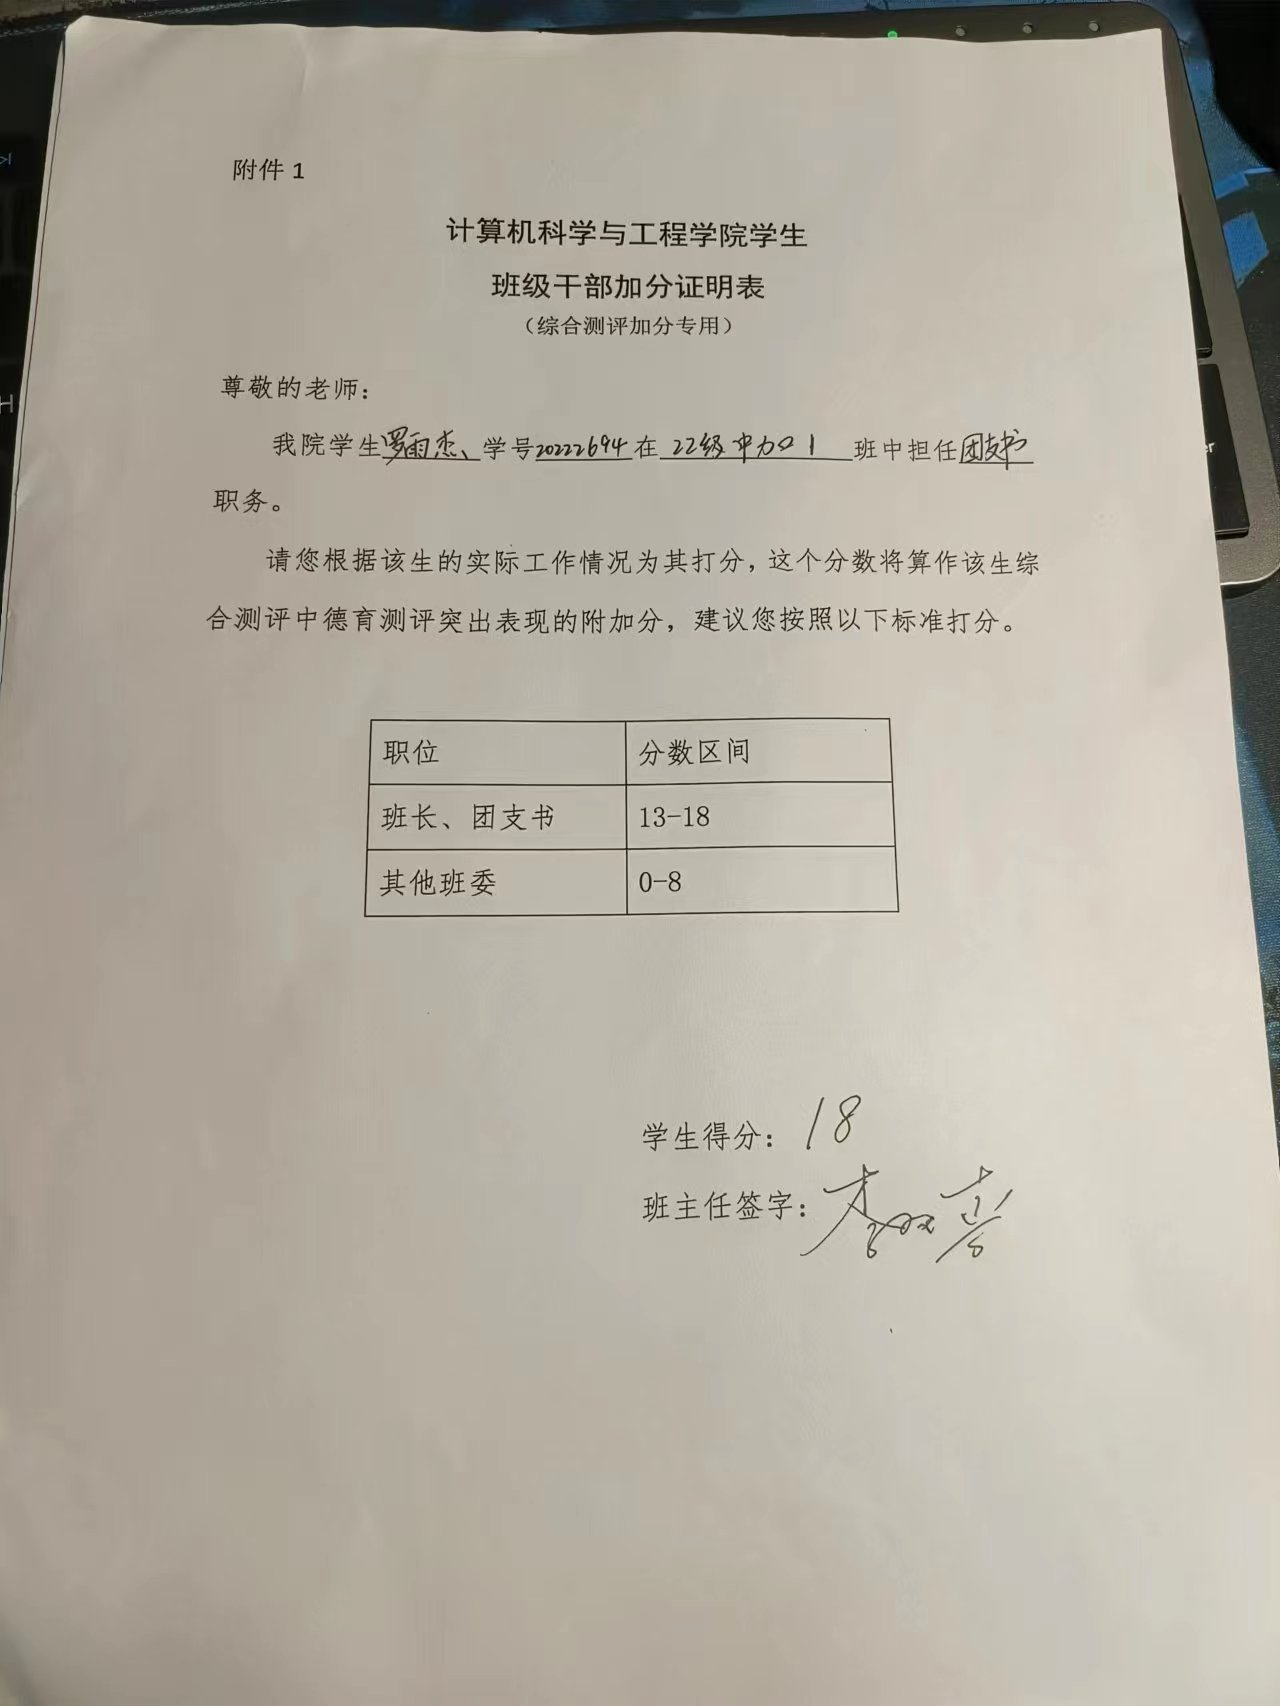 附件 1
计算机科学与工程学院学生
班级干部加分证明表
（综合测评加分专用）
尊敬的老师：
我院学生罗雨杰、学号20222694在 22级中加1 班中担任团支书
职务。
请您根据该生的实际工作情况为其打分，这个分数将算作该生综
合测评中德育测评突出表现的附加分，建议您按照以下标准打分。
职位 分数区间
班长、团支书 13-18
其他班委 0-8
学生得分：18
班主任签字：李